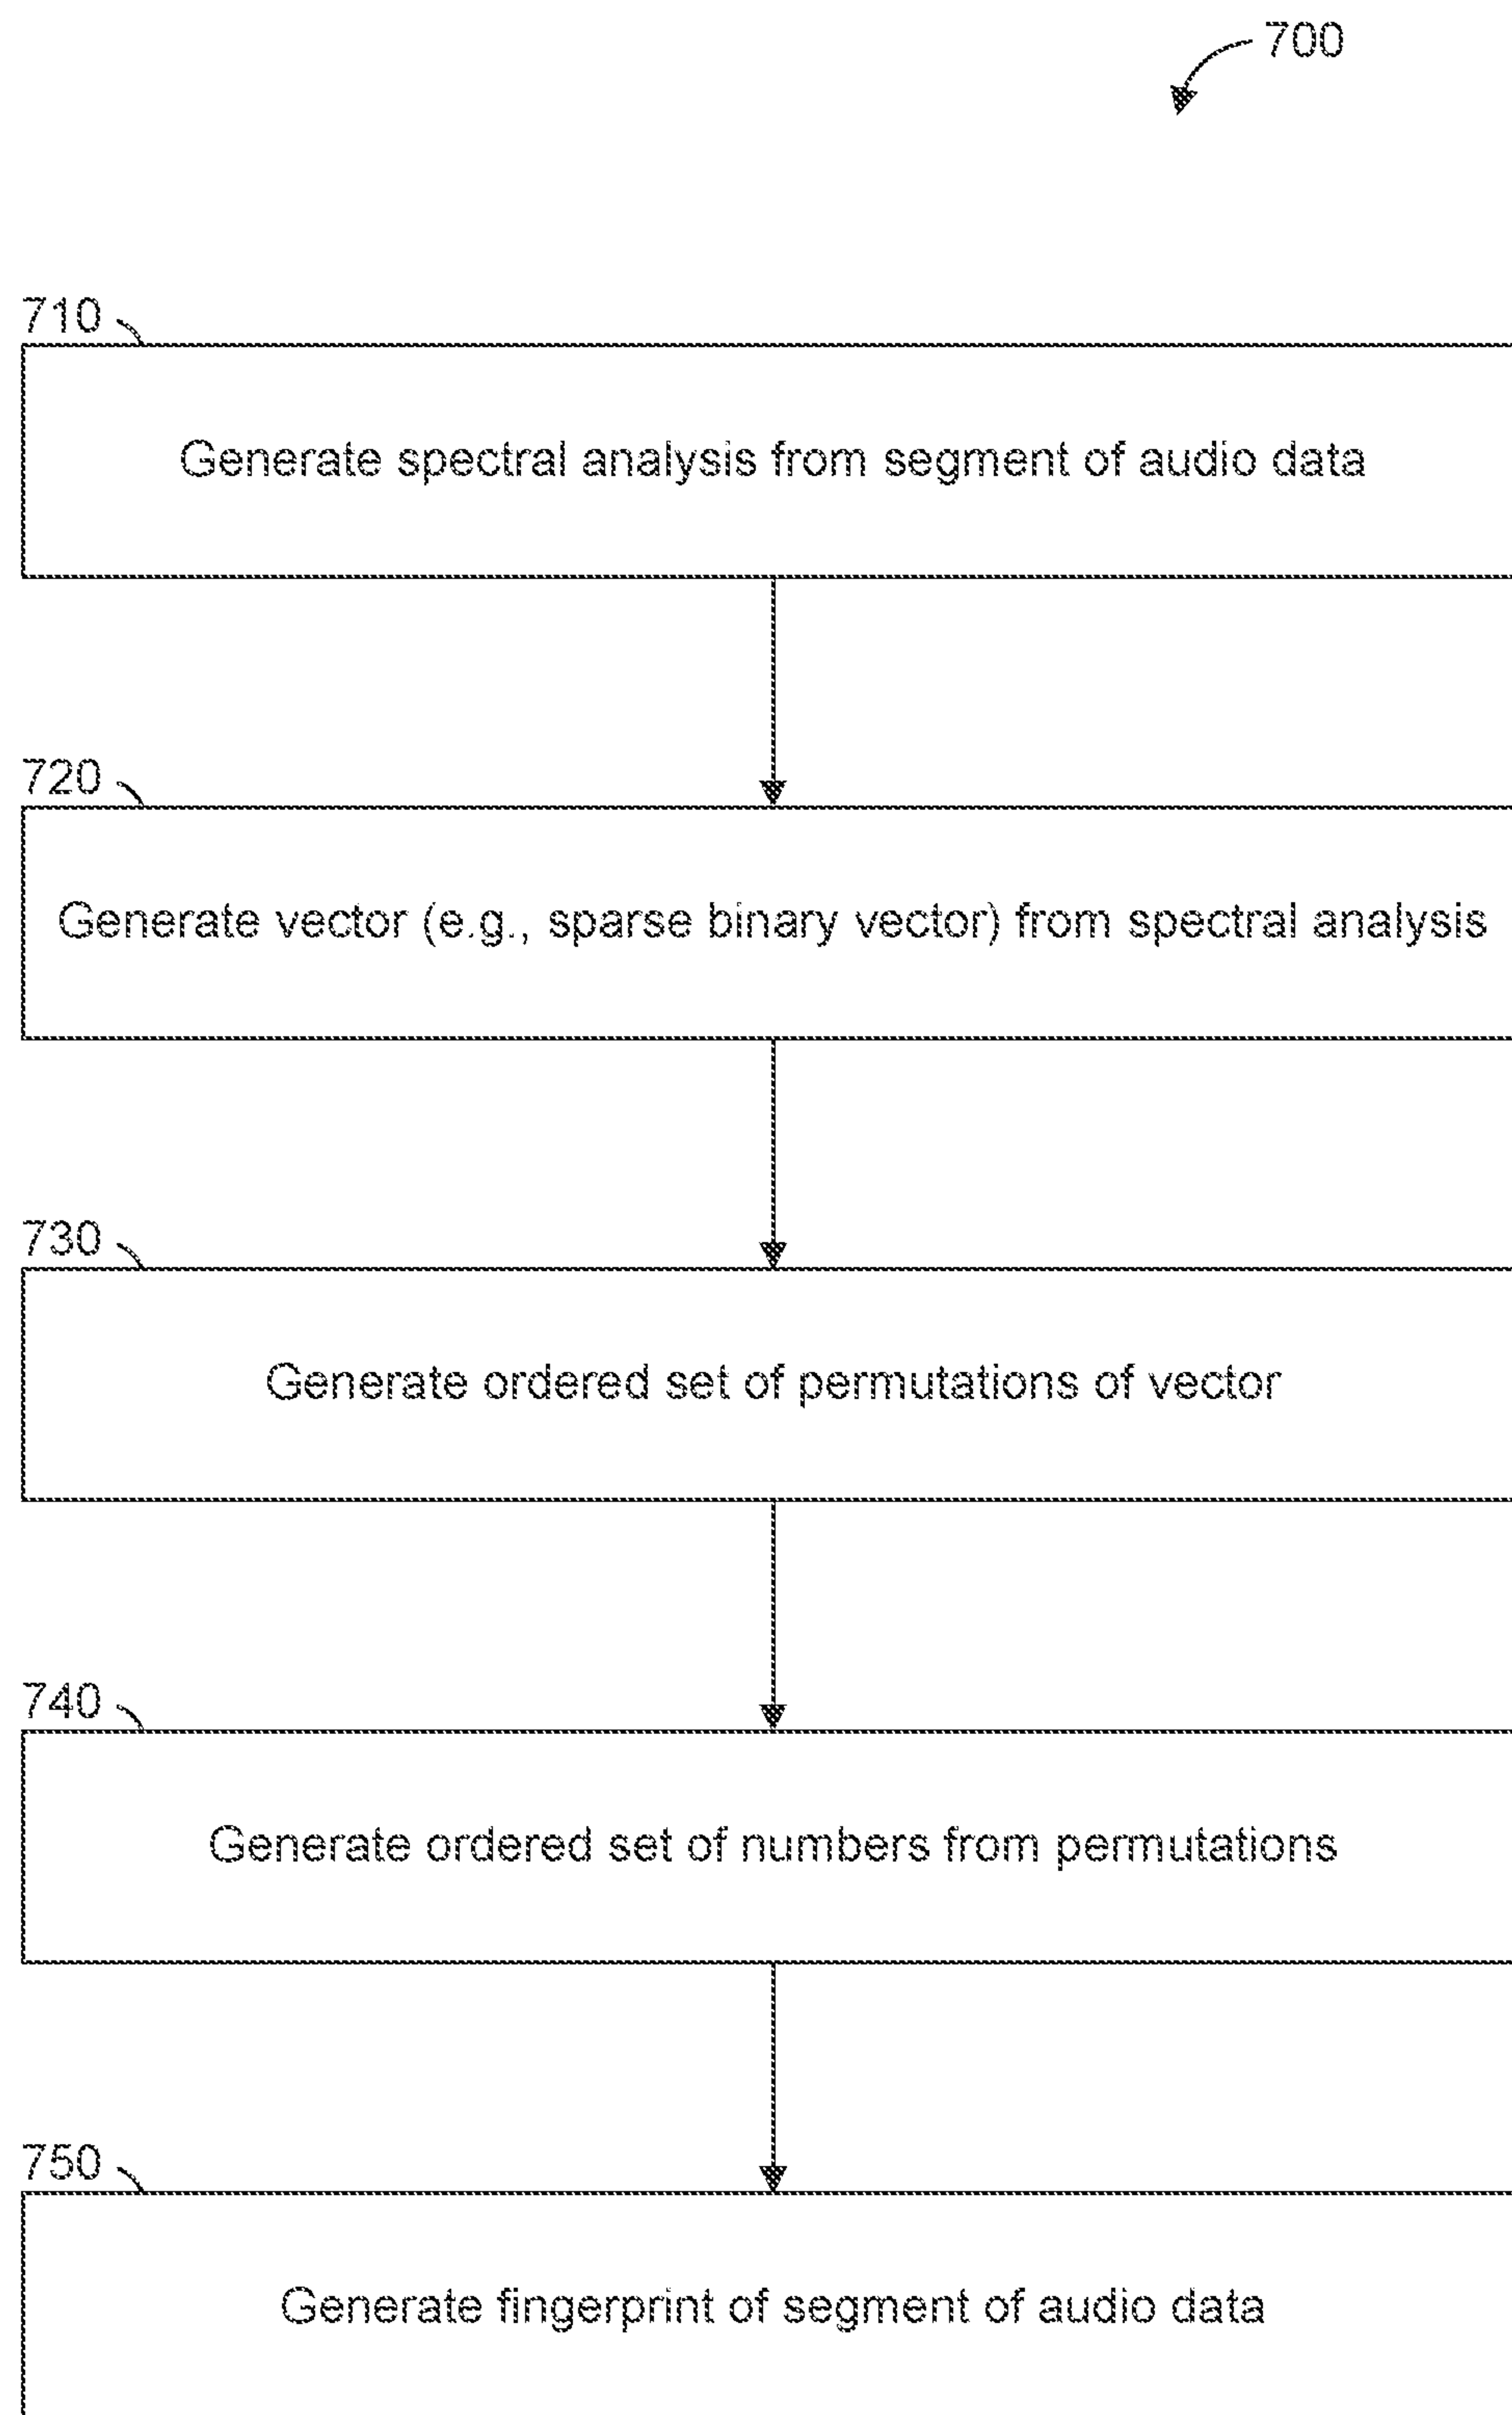 700
710
Generate spectral analysis from segment of audio data
720
Generate vector (e.g., sparse binary vector) from spectral analysis
730
Generate ordered set of permutations of vector
740
Generate ordered set of numbers from permutations
750
Generate fingerprint of segment of audio data